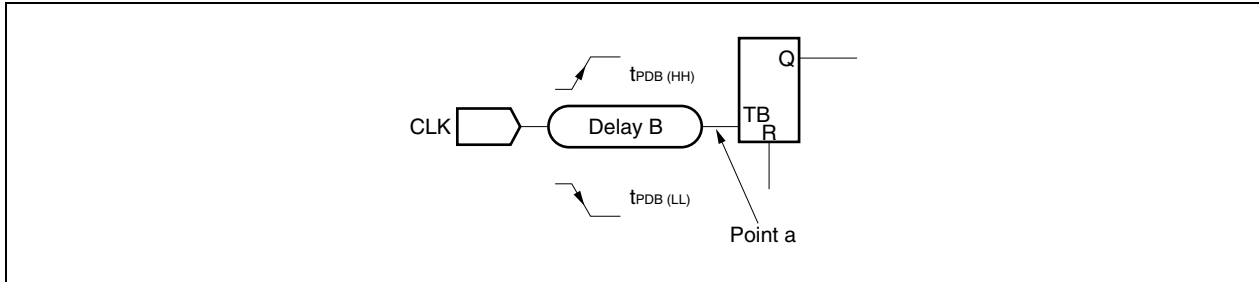 tPDB (HH)
Q
CLK
Delay B
TB
R
tPDB (LL)
Point a